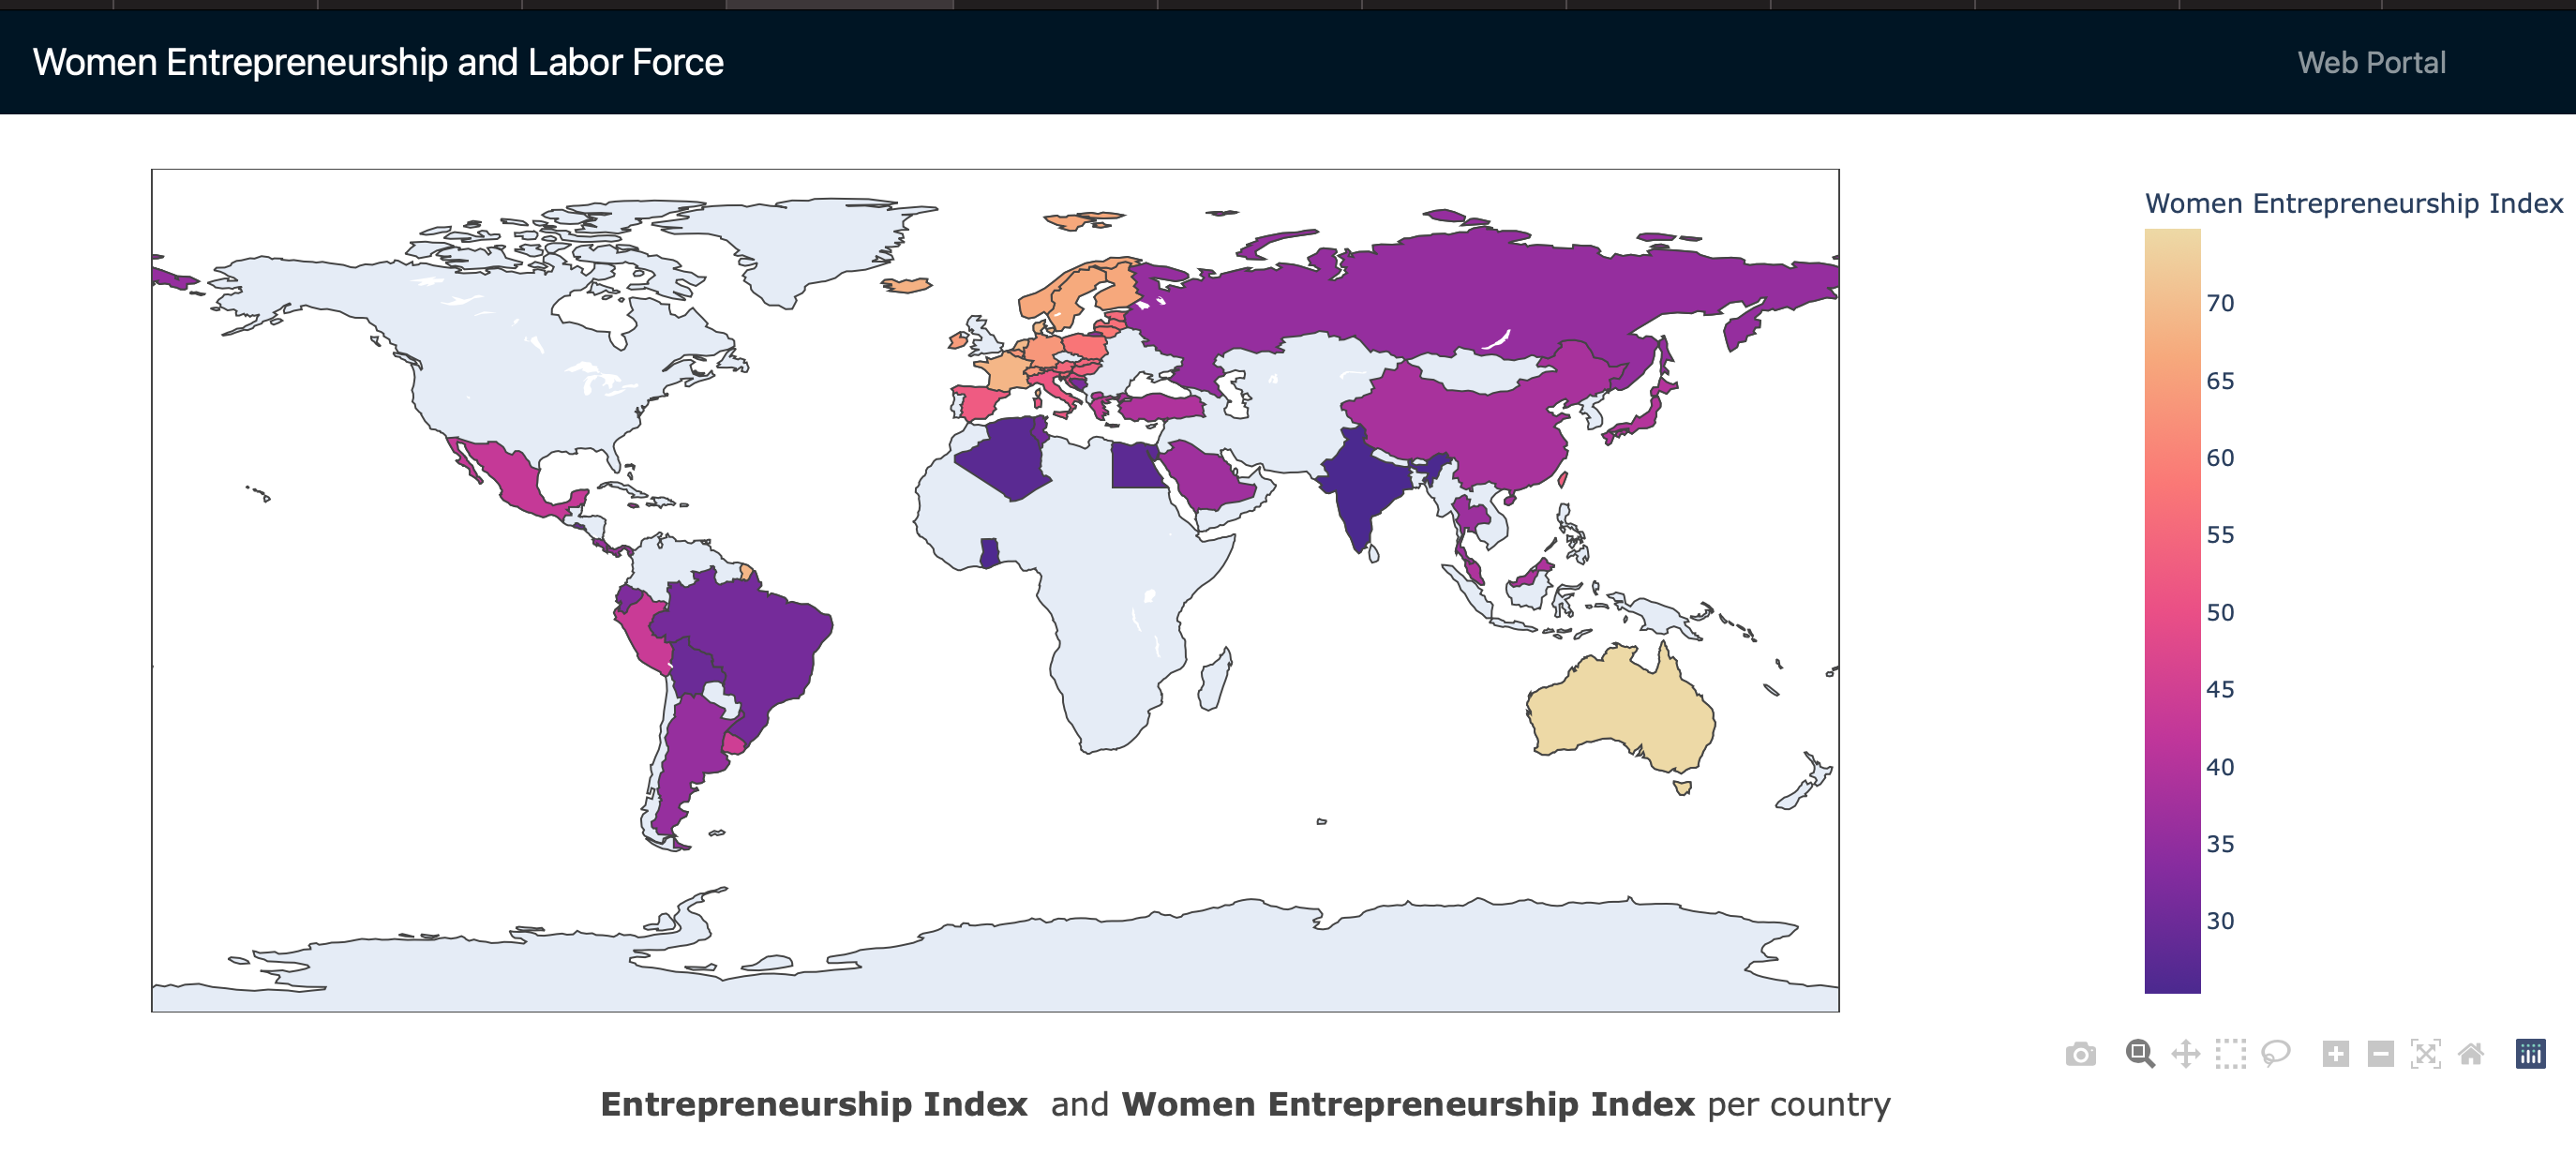 Women Entrepreneurship and Labor Force
Web Portal
Women Entrepreneurship Index
70
65
60
55
50
45
40
35
30
Entrepreneurship Index and Women Entrepreneurship Index per country